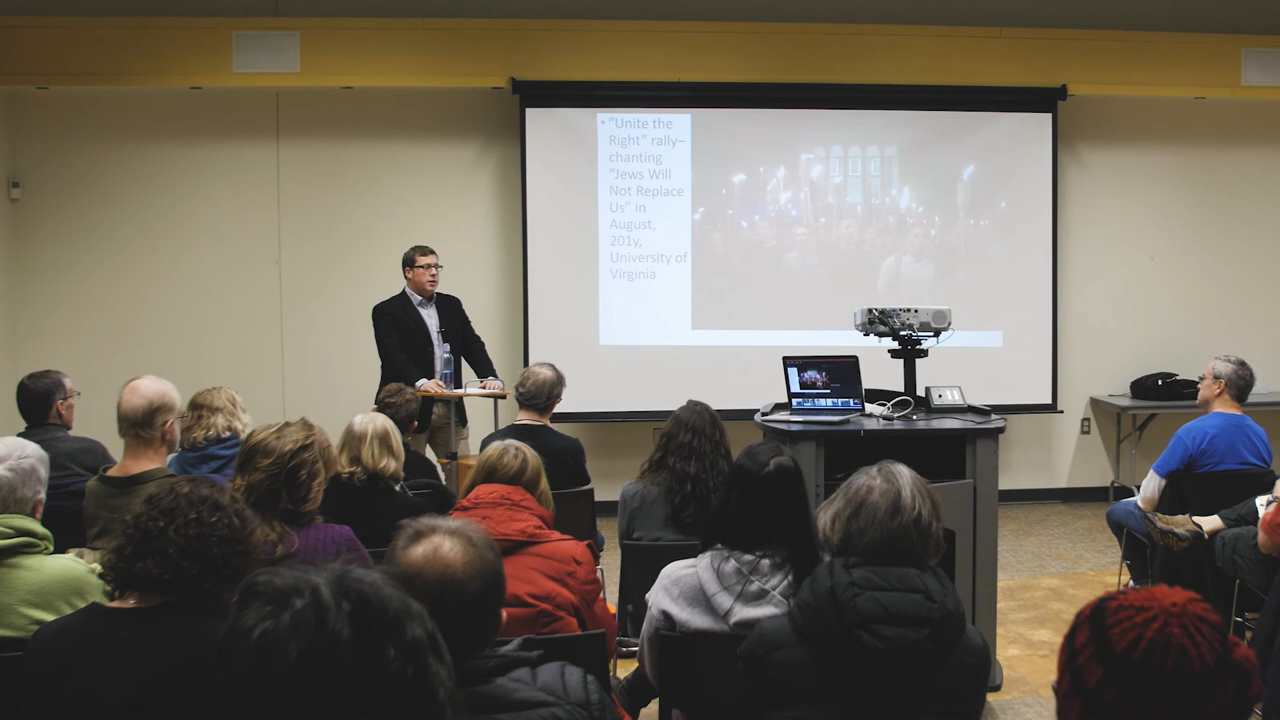 • "Unite the
Right" rally–
chanting
"Jews Will
Not Replace
Us" in
August,
201y,
University of
Virginia